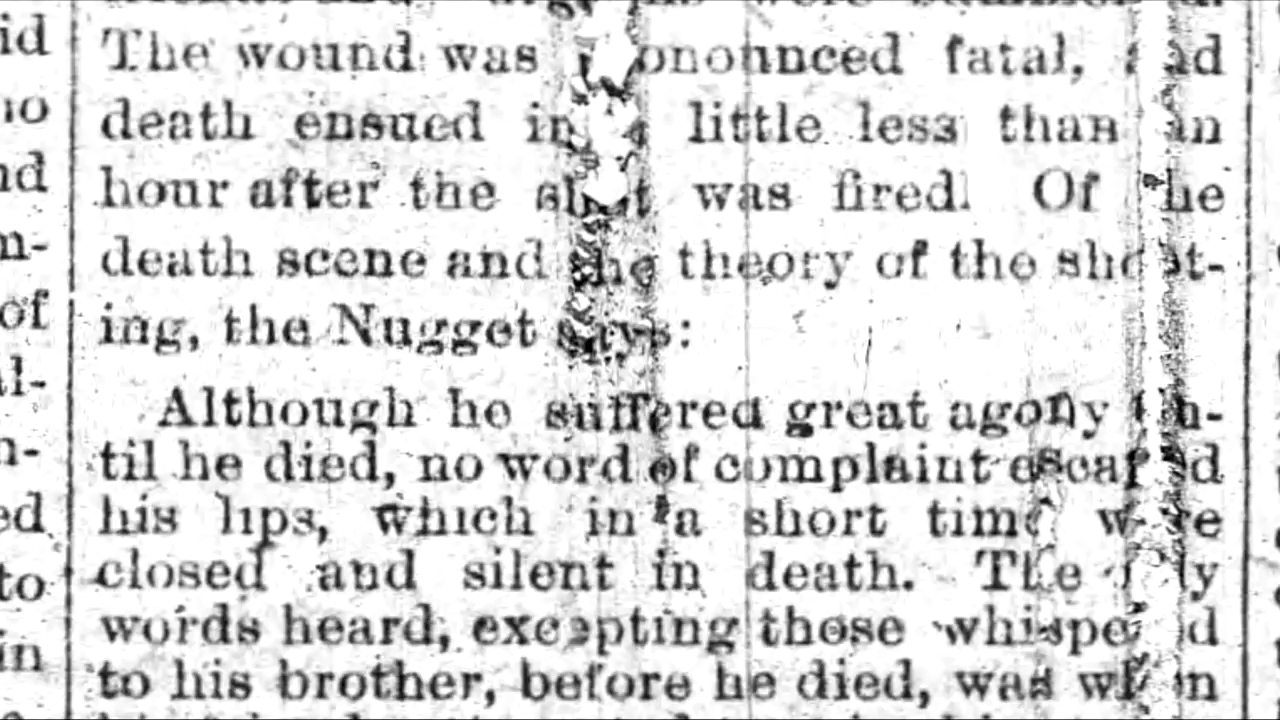 The wound was pronounced fatal, and
death ensued in a little less than an
hour after the shot was fired. Of the
death scene and the theory of the shoot-
ing, the Nugget says:
Although he suffered great agony un-
til he died, no word of complaint escaped
his lips, which in a short time were
closed and silent in death. The only
words heard, excepting those whispered
to his brother, before he died, was when